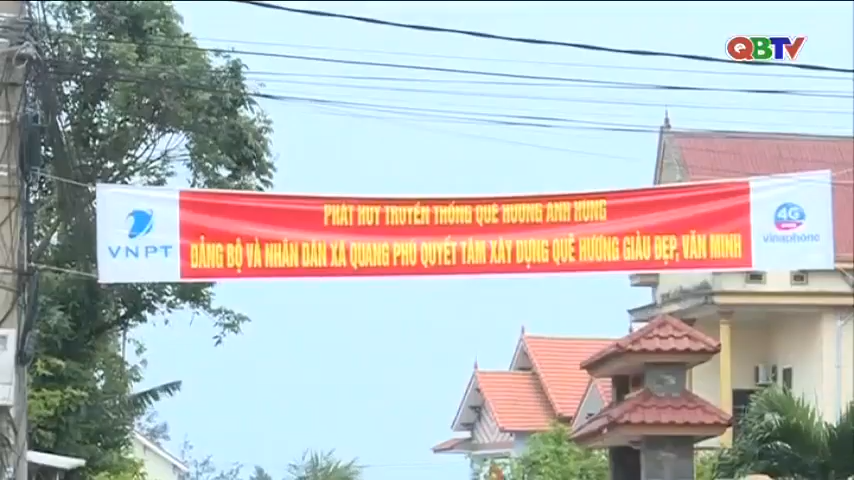 QBTV
PHÁT HUY TRUYỀN THỐNG QUÊ HƯƠNG ANH HÙNG
ĐẢNG BỘ VÀ NHÂN DÂN XÃ QUANG PHÚ QUYẾT TÂM XÂY DỰNG QUÊ HƯƠNG GIÀU ĐẸP, VĂN MINH
VNPT
4G
vinaphone